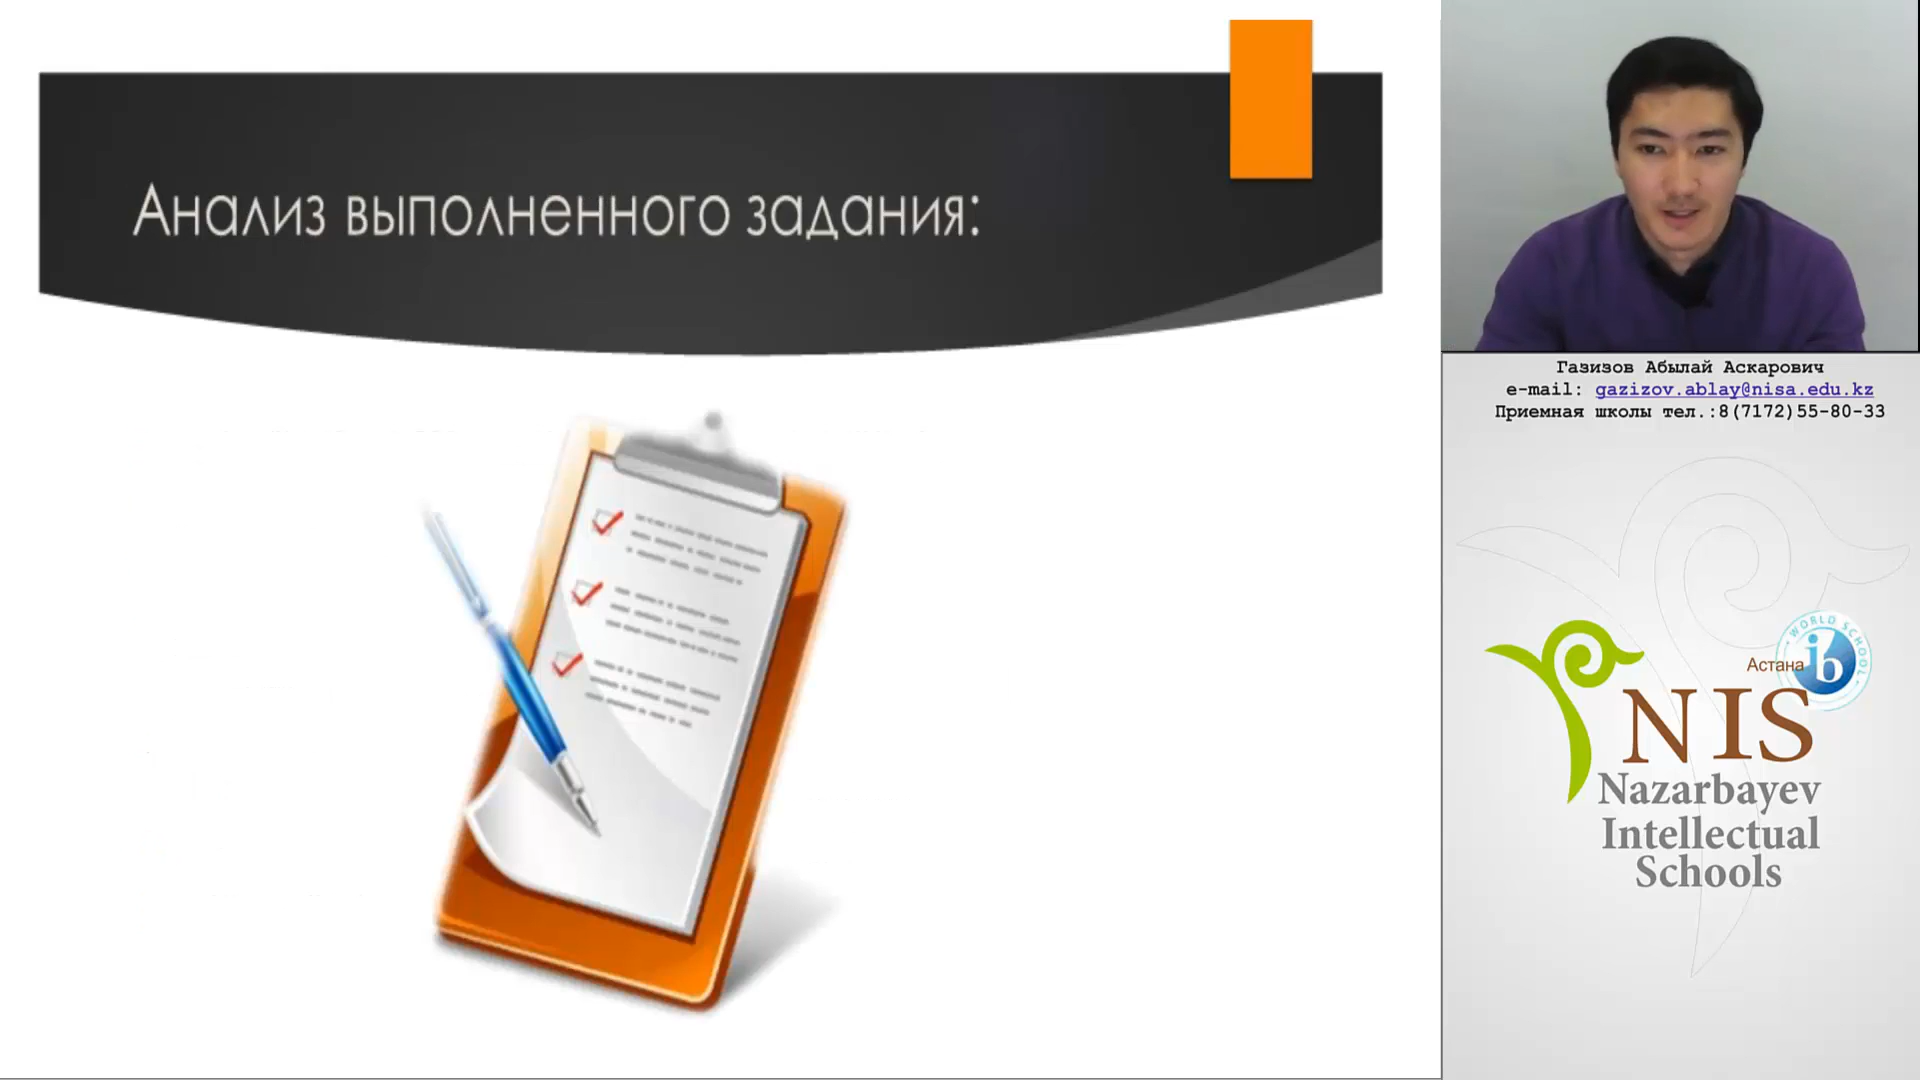 Анализ выполненного задания:
Газизов Абылай Аскарович
e-mail: gazizov.ablay@nisa.edu.kz
Приемная школы тел.:8(7172)55-80-33
WORLD SCHOOL
ib
Астана
NIS
Nazarbayev
Intellectual
Schools